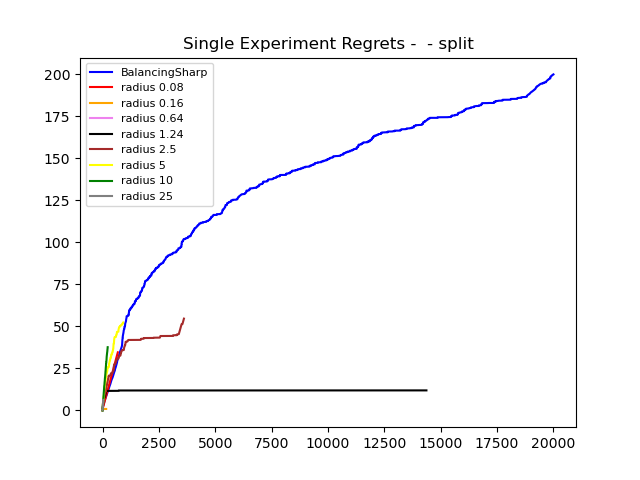 Single Experiment Regrets -  - split
200
175
150
125
100
75
50
25
0
BalancingSharp
radius 0.08
radius 0.16
radius 0.64
radius 1.24
radius 2.5
radius 5
radius 10
radius 25
0 2500 5000 7500 10000 12500 15000 17500 20000